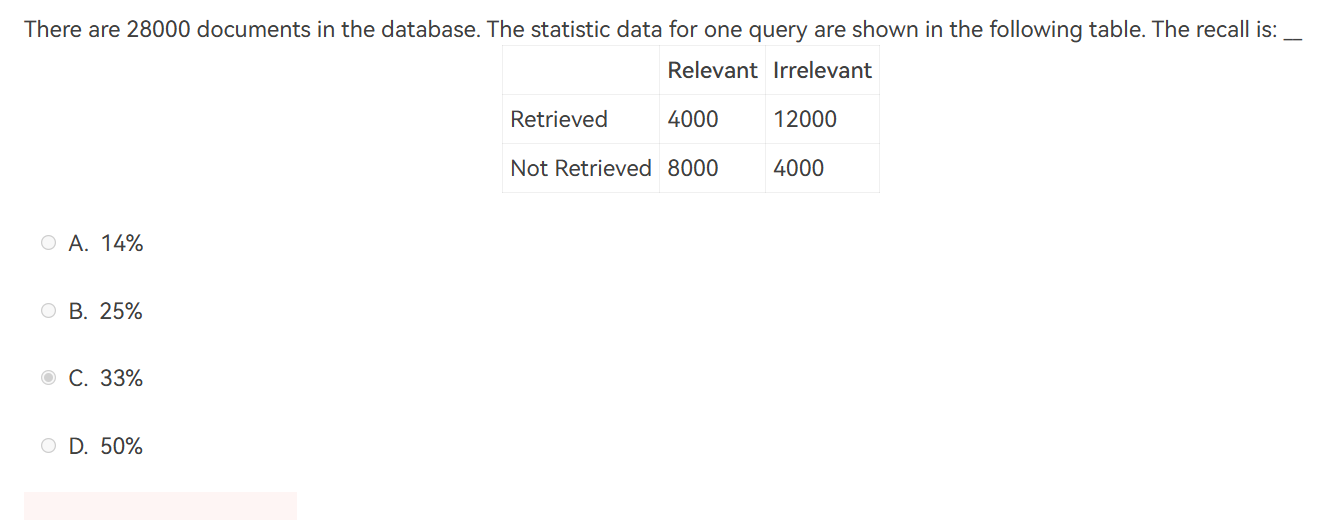 There are 28000 documents in the database. The statistic data for one query are shown in the following table. The recall is: __
Relevant Irrelevant
Retrieved 4000 12000
Not Retrieved 8000 4000
A. 14%
B. 25%
C. 33%
D. 50%